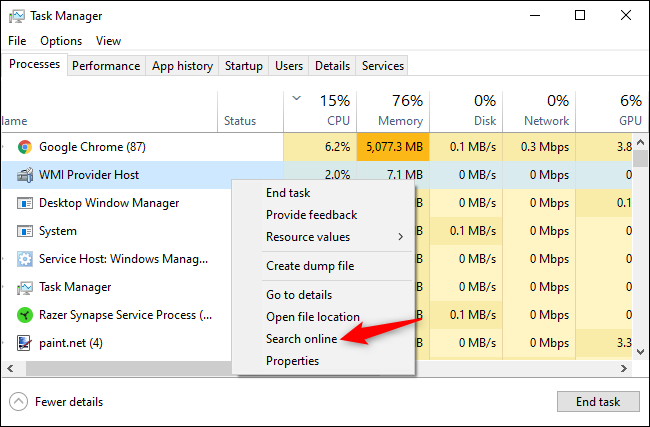 Task Manager
File Options View
Processes Performance App history Startup Users Details Services
15% 76% 0% 0% 6%
Name Status CPU Memory Disk Network GPU
Google Chrome (87) 6.2% 5,077.3 MB 0.1 MB/s 0.3 Mbps 3.8
WMI Provider Host 2.0% 7.1 MB 0 MB/s 0 Mbps
Desktop Window Manager B 0 MB/s 0 Mbps 0.1
System B 0.1 MB/s 0 Mbps
Service Host: Windows Manag... B 0 MB/s 0 Mbps
Task Manager B 0 MB/s 0 Mbps
Razer Synapse Service Process (... B 0.1 MB/s 0 Mbps
paint.net (4) B 0 MB/s 0 Mbps 3.3
End task
Provide feedback
Resource values
Create dump file
Go to details
Open file location
Search online
Properties
Fewer details End task